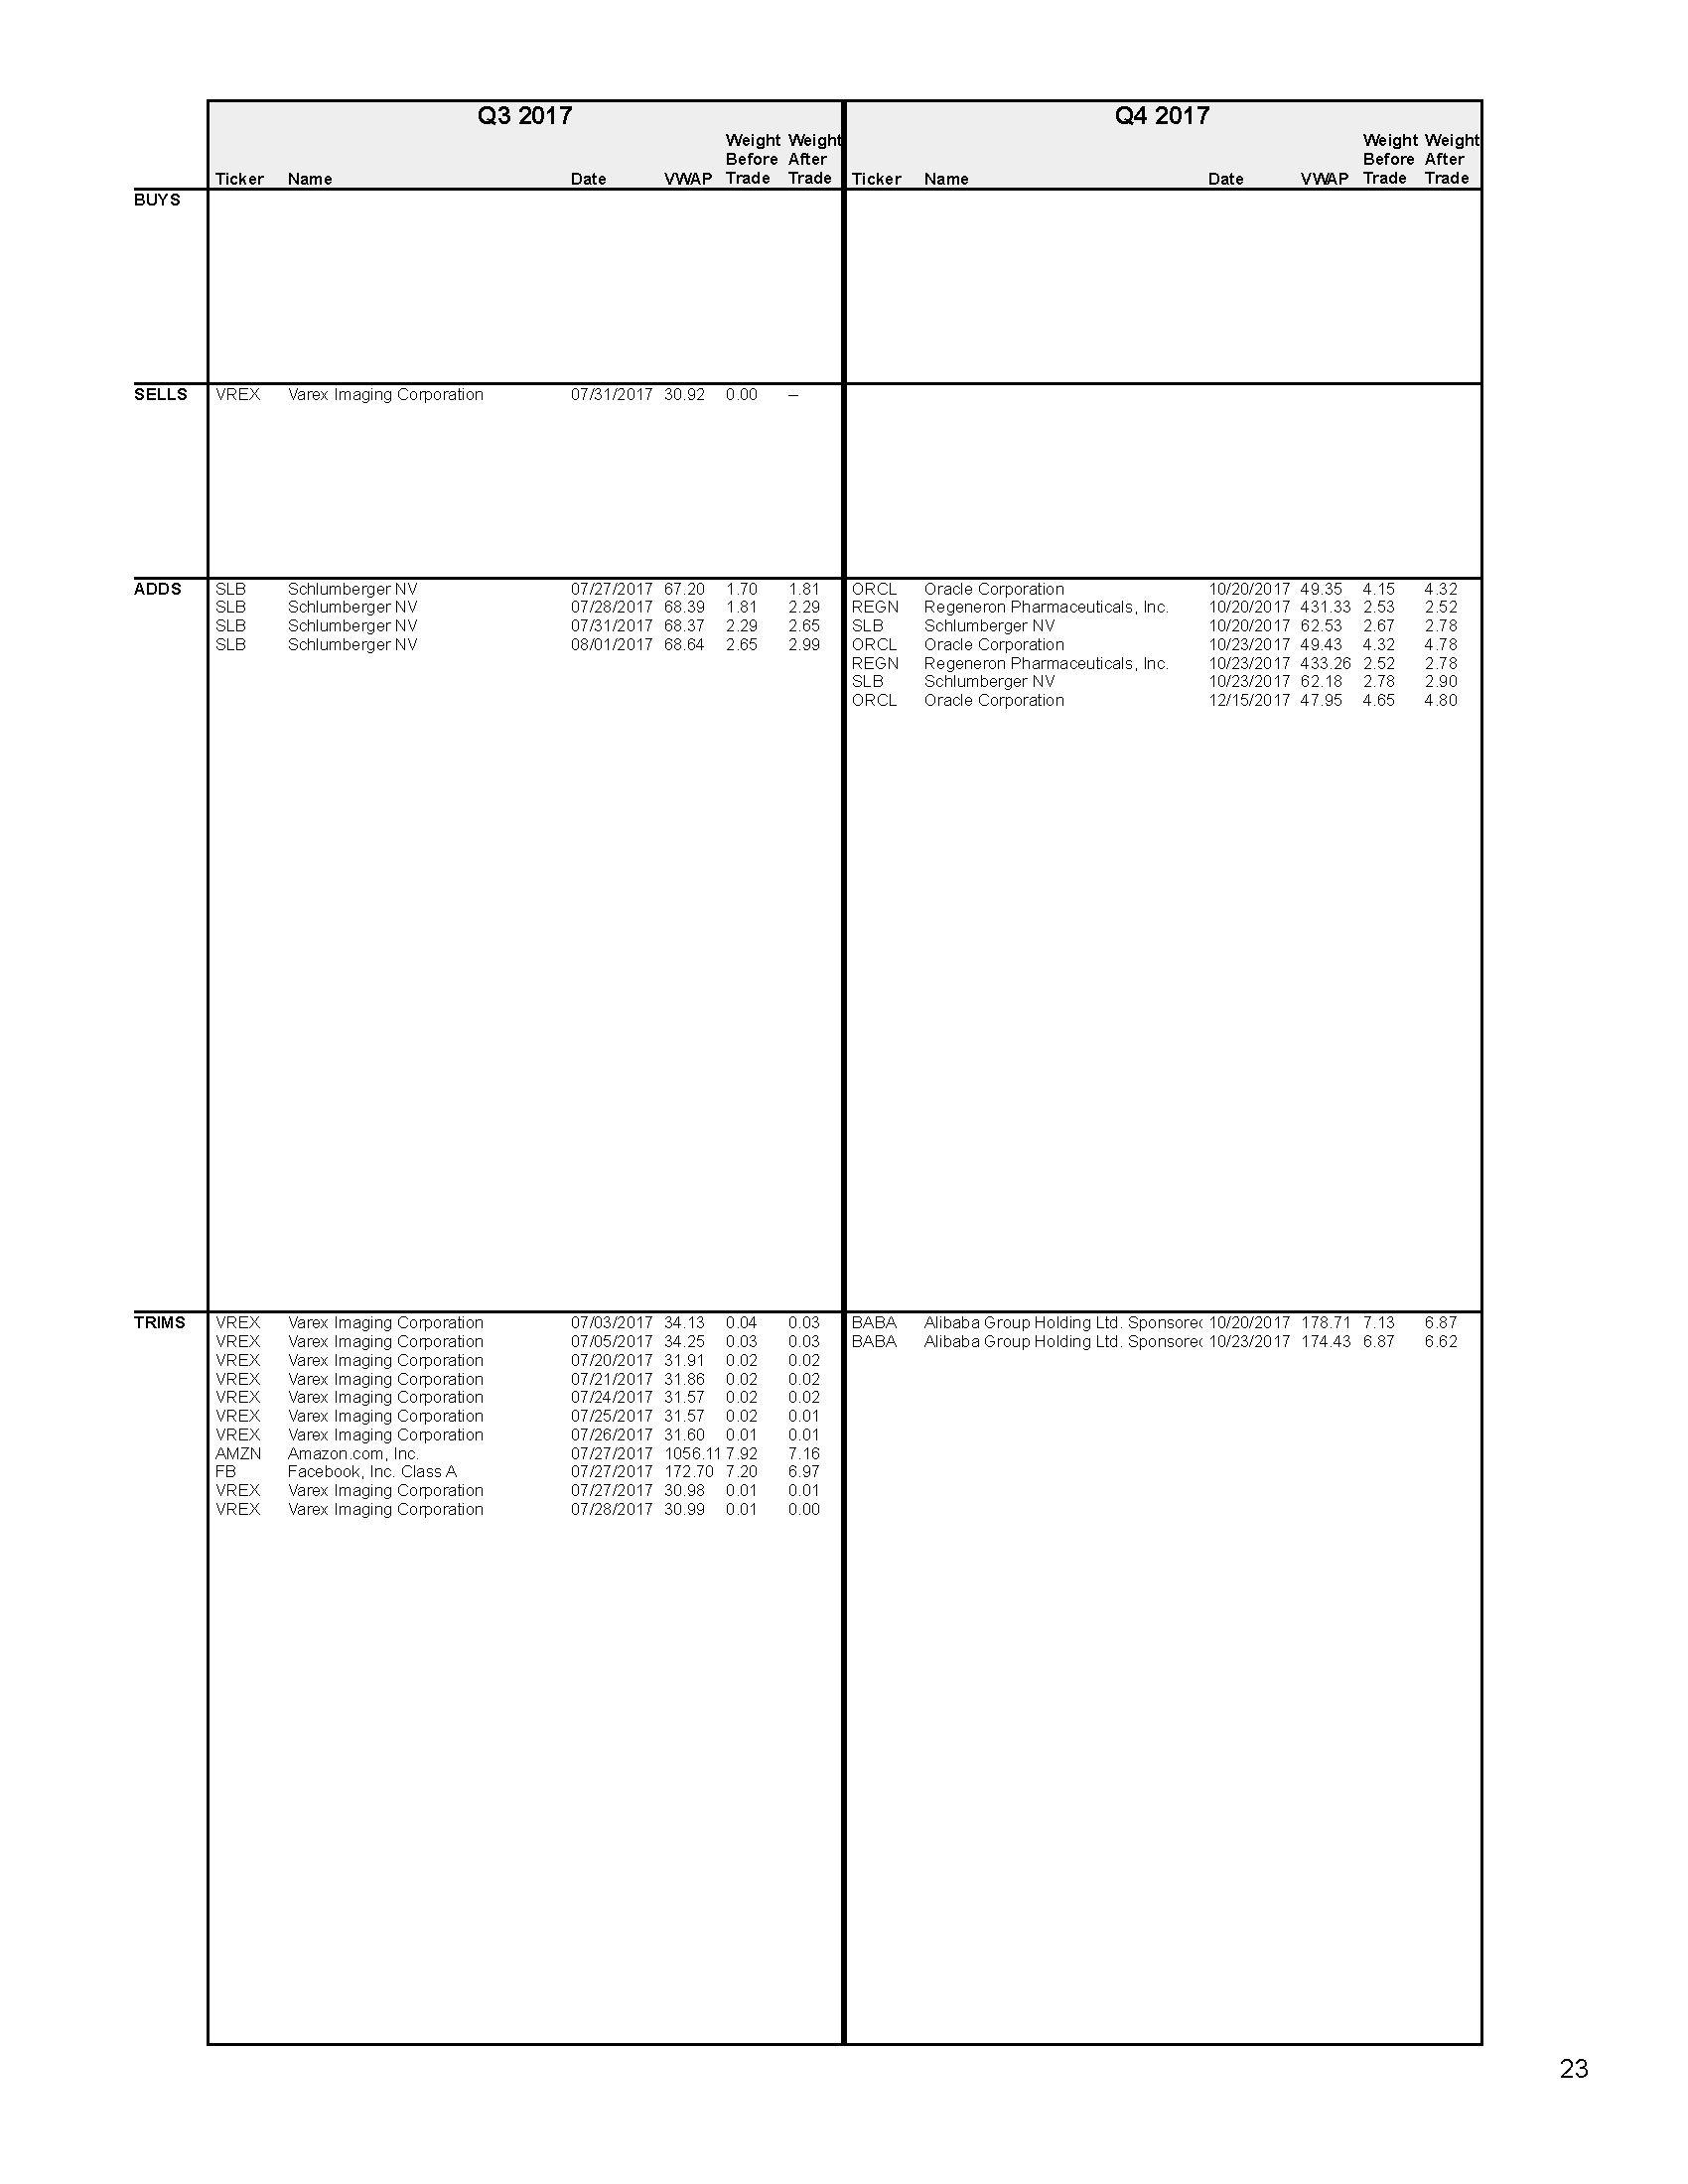 Q3 2017 Q4 2017
Weight Weight Weight Weight
Before After Before After
Ticker Name Date VWAP Trade Trade Ticker Name Date VWAP Trade Trade
BUYS
SELLS VREX Varex Imaging Corporation 07/31/2017 30.92 0.00 –
ADDS SLB Schlumberger NV 07/27/2017 67.20 1.70 1.81 ORCL Oracle Corporation 10/20/2017 49.35 4.15 4.32
SLB Schlumberger NV 07/28/2017 68.39 1.81 2.29 REGN Regeneron Pharmaceuticals, Inc. 10/20/2017 431.33 2.53 2.52
SLB Schlumberger NV 07/31/2017 68.37 2.29 2.65 SLB Schlumberger NV 10/20/2017 62.53 2.67 2.78
SLB Schlumberger NV 08/01/2017 68.64 2.65 2.99 ORCL Oracle Corporation 10/23/2017 49.43 4.32 4.78
REGN Regeneron Pharmaceuticals, Inc. 10/23/2017 433.26 2.52 2.78
SLB Schlumberger NV 10/23/2017 62.18 2.78 2.90
ORCL Oracle Corporation 12/15/2017 47.95 4.65 4.80
TRIMS VREX Varex Imaging Corporation 07/03/2017 34.13 0.04 0.03 BABA Alibaba Group Holding Ltd. Sponsored 10/20/2017 178.71 7.13 6.87
VREX Varex Imaging Corporation 07/05/2017 34.25 0.03 0.03 BABA Alibaba Group Holding Ltd. Sponsored 10/23/2017 174.43 6.87 6.62
VREX Varex Imaging Corporation 07/20/2017 31.91 0.02 0.02
VREX Varex Imaging Corporation 07/21/2017 31.86 0.02 0.02
VREX Varex Imaging Corporation 07/24/2017 31.57 0.02 0.02
VREX Varex Imaging Corporation 07/25/2017 31.57 0.02 0.01
VREX Varex Imaging Corporation 07/26/2017 31.60 0.01 0.01
AMZN Amazon.com, Inc. 07/27/2017 1056.11 7.92 7.16
FB Facebook, Inc. Class A 07/27/2017 172.70 7.20 6.97
VREX Varex Imaging Corporation 07/27/2017 30.98 0.01 0.01
VREX Varex Imaging Corporation 07/28/2017 30.99 0.01 0.00
23